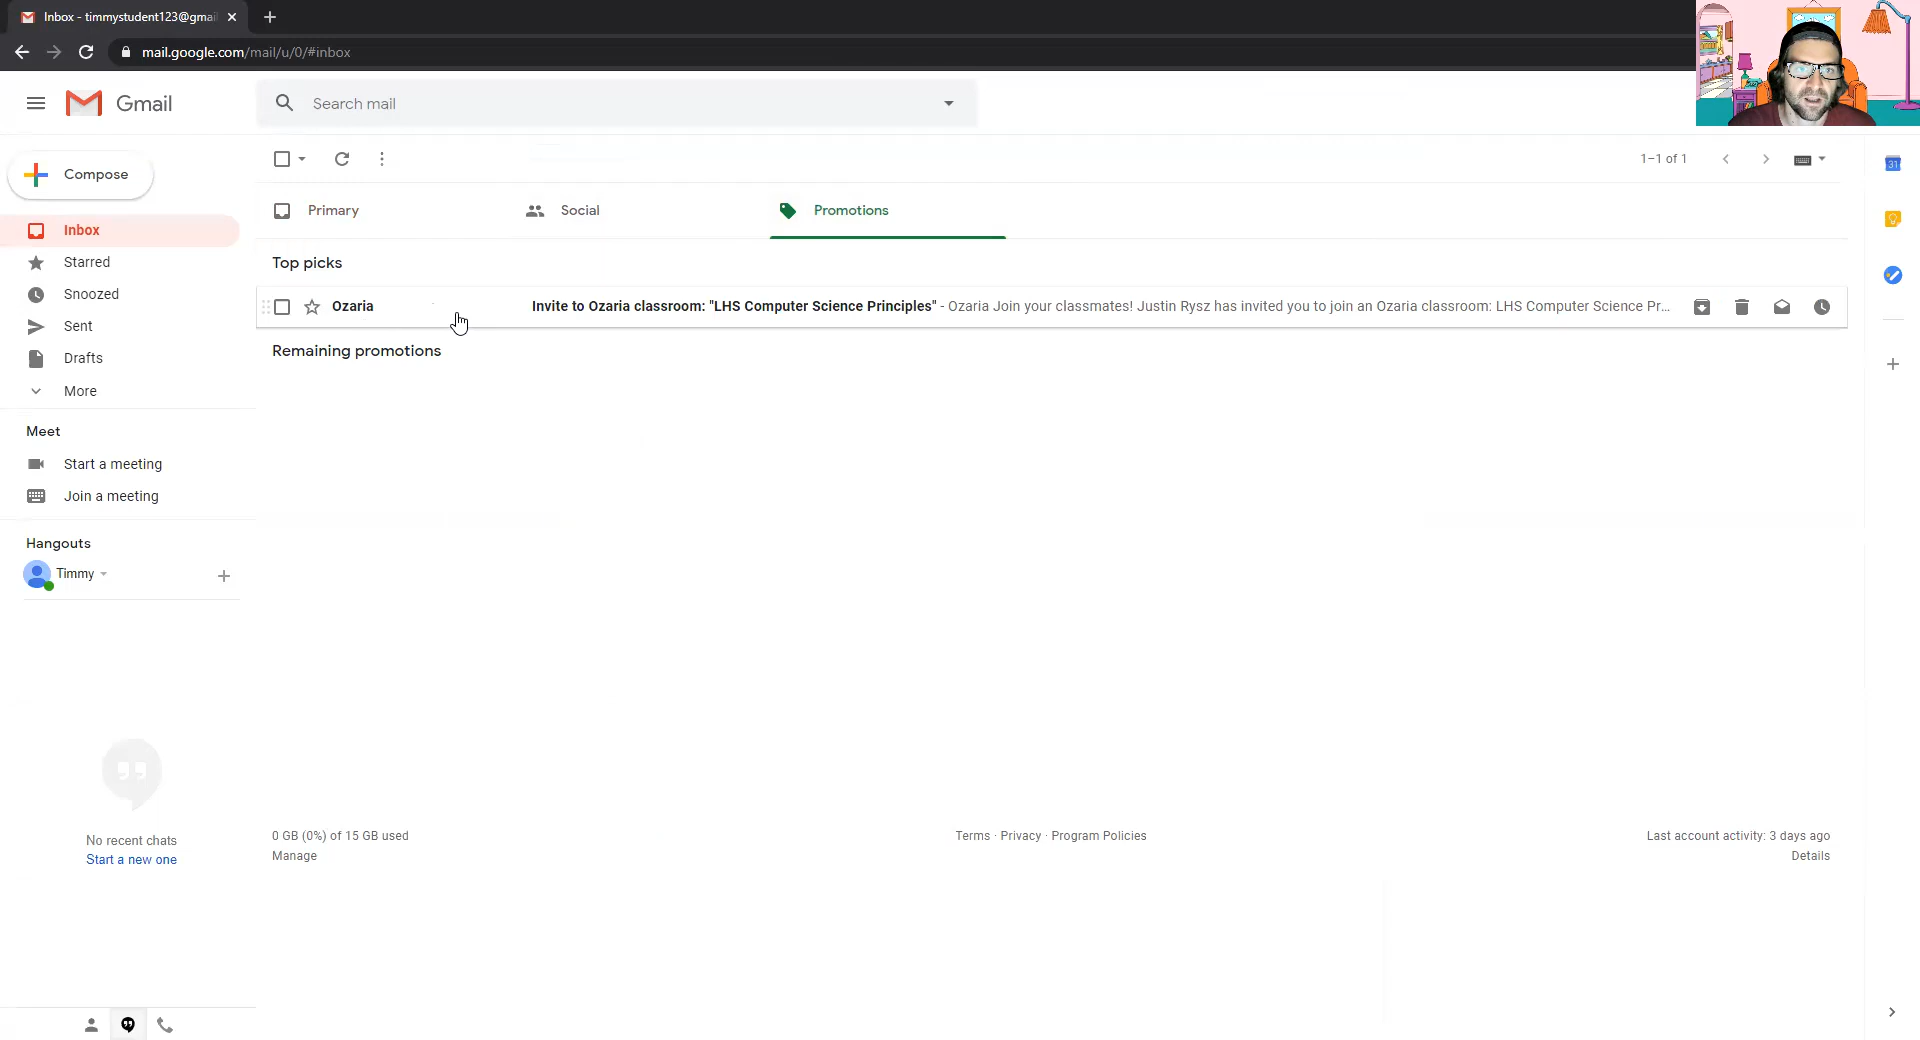 Inbox - timmystudent123@gmai
mail.google.com/mail/u/0/#inbox
Gmail
Search mail
Compose
1–1 of 1
31
Primary
Social
Promotions
Inbox
Starred
Snoozed
Sent
Drafts
More
Top picks
Ozaria Invite to Ozaria classroom: "LHS Computer Science Principles" - Ozaria Join your classmates! Justin Rysz has invited you to join an Ozaria classroom: LHS Computer Science Pr...
Remaining promotions
Meet
Start a meeting
Join a meeting
Hangouts
Timmy
No recent chats
Start a new one
0 GB (0%) of 15 GB used
Manage
Terms · Privacy · Program Policies
Last account activity: 3 days ago
Details